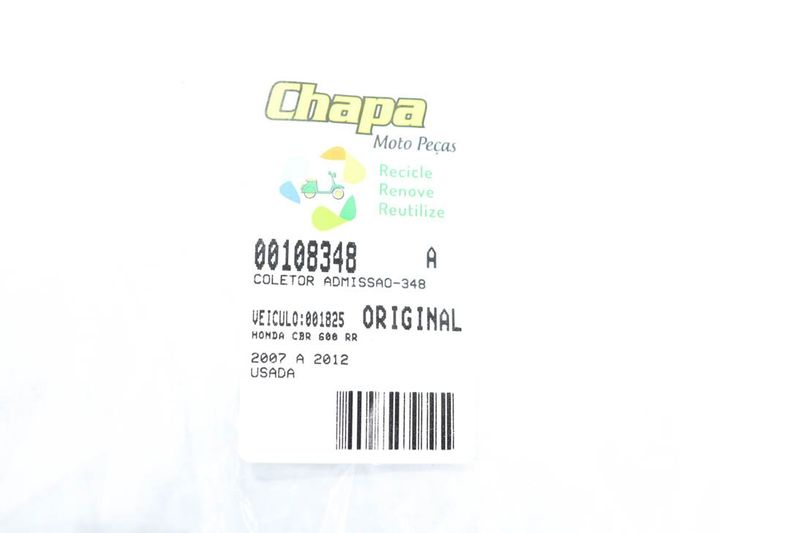 Chapa
Moto Peças
Recicle
Renove
Reutilize
00108348 A
COLETOR ADMISSAO-348
VEICULO:001825 ORIGINAL
HONDA CBR 600 RR
2007 A 2012
USADA